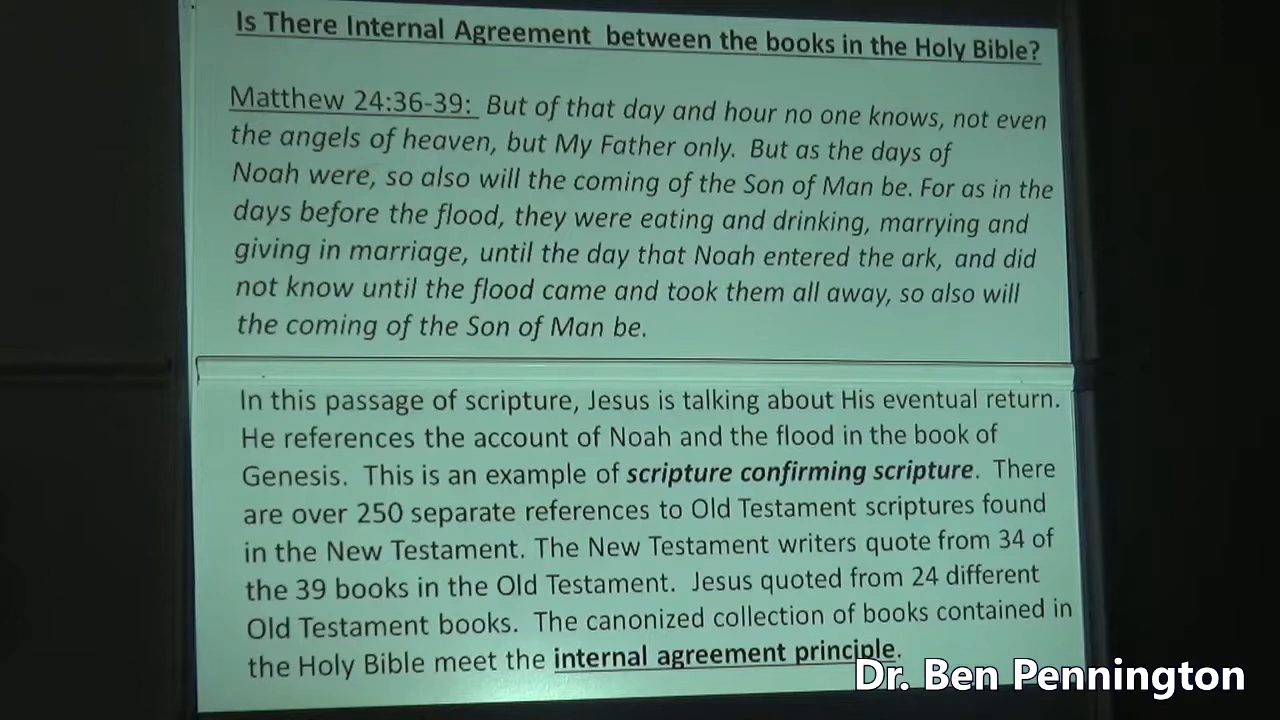 Is There Internal Agreement between the books in the Holy Bible?
Matthew 24:36-39: But of that day and hour no one knows, not even
the angels of heaven, but My Father only. But as the days of
Noah were, so also will the coming of the Son of Man be. For as in the
days before the flood, they were eating and drinking, marrying and
giving in marriage, until the day that Noah entered the ark, and did
not know until the flood came and took them all away, so also will
the coming of the Son of Man be.
In this passage of scripture, Jesus is talking about His eventual return.
He references the account of Noah and the flood in the book of
Genesis. This is an example of scripture confirming scripture. There
are over 250 separate references to Old Testament scriptures found
in the New Testament. The New Testament writers quote from 34 of
the 39 books in the Old Testament. Jesus quoted from 24 different
Old Testament books. The canonized collection of books contained in
the Holy Bible meet the internal agreement principle.
Dr. Ben Pennington